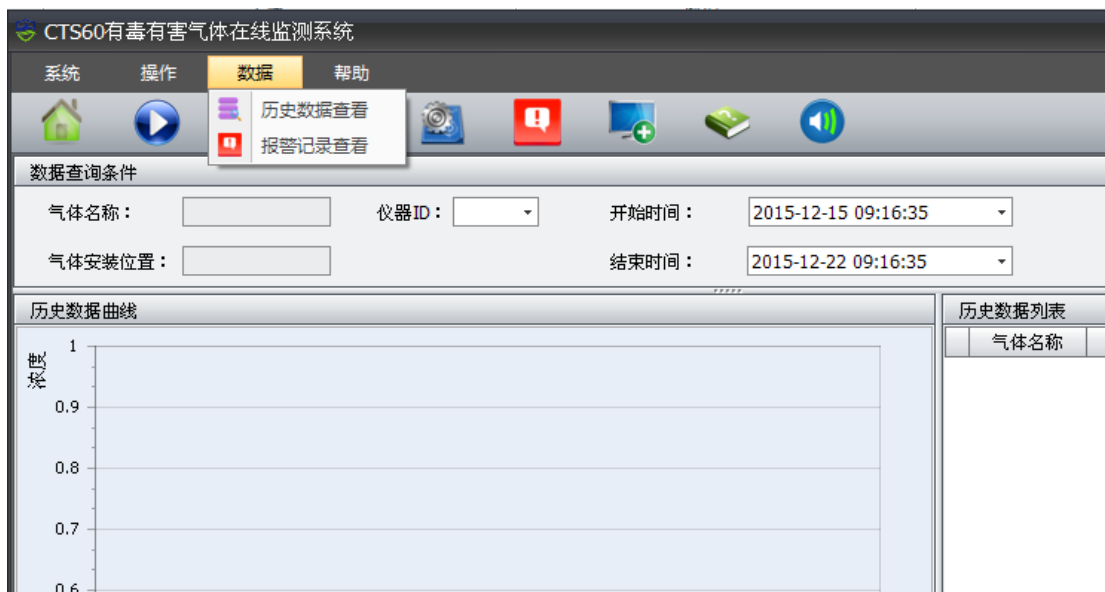 CTS60有毒有害气体在线监测系统
系统 操作 数据 帮助
历史数据查看
报警记录查看
数据查询条件
气体名称： 仪器ID： 开始时间： 2015-12-15 09:16:35
气体安装位置： 结束时间： 2015-12-22 09:16:35
历史数据曲线 历史数据列表
气体名称
浓度
1
0.9
0.8
0.7
0.6